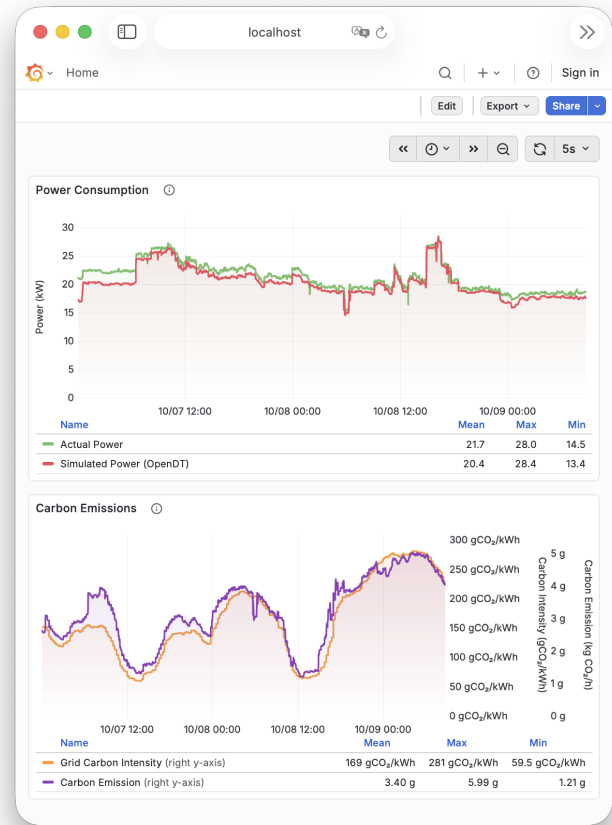 localhost
Home
Sign in
Edit
Export
Share
5s
Power Consumption
30
25
20
15
10
5
0
Power (kW)
10/07 12:00 10/08 00:00 10/08 12:00 10/09 00:00
Name Mean Max Min
Actual Power 21.7 28.0 14.5
Simulated Power (OpenDT) 20.4 28.4 13.4
Carbon Emissions
300 gCO₂/kWh
250 gCO₂/kWh
200 gCO₂/kWh
150 gCO₂/kWh
100 gCO₂/kWh
50 gCO₂/kWh
0 gCO₂/kWh
Carbon Intensity (gCO₂/kWh)
5 g
4 g
3 g
2 g
1 g
0 g
Carbon Emission (kg CO₂/h)
10/07 12:00 10/08 00:00 10/08 12:00 10/09 00:00
Name Mean Max Min
Grid Carbon Intensity (right y-axis) 169 gCO₂/kWh 281 gCO₂/kWh 59.5 gCO₂/kWh
Carbon Emission (right y-axis) 3.40 g 5.99 g 1.21 g